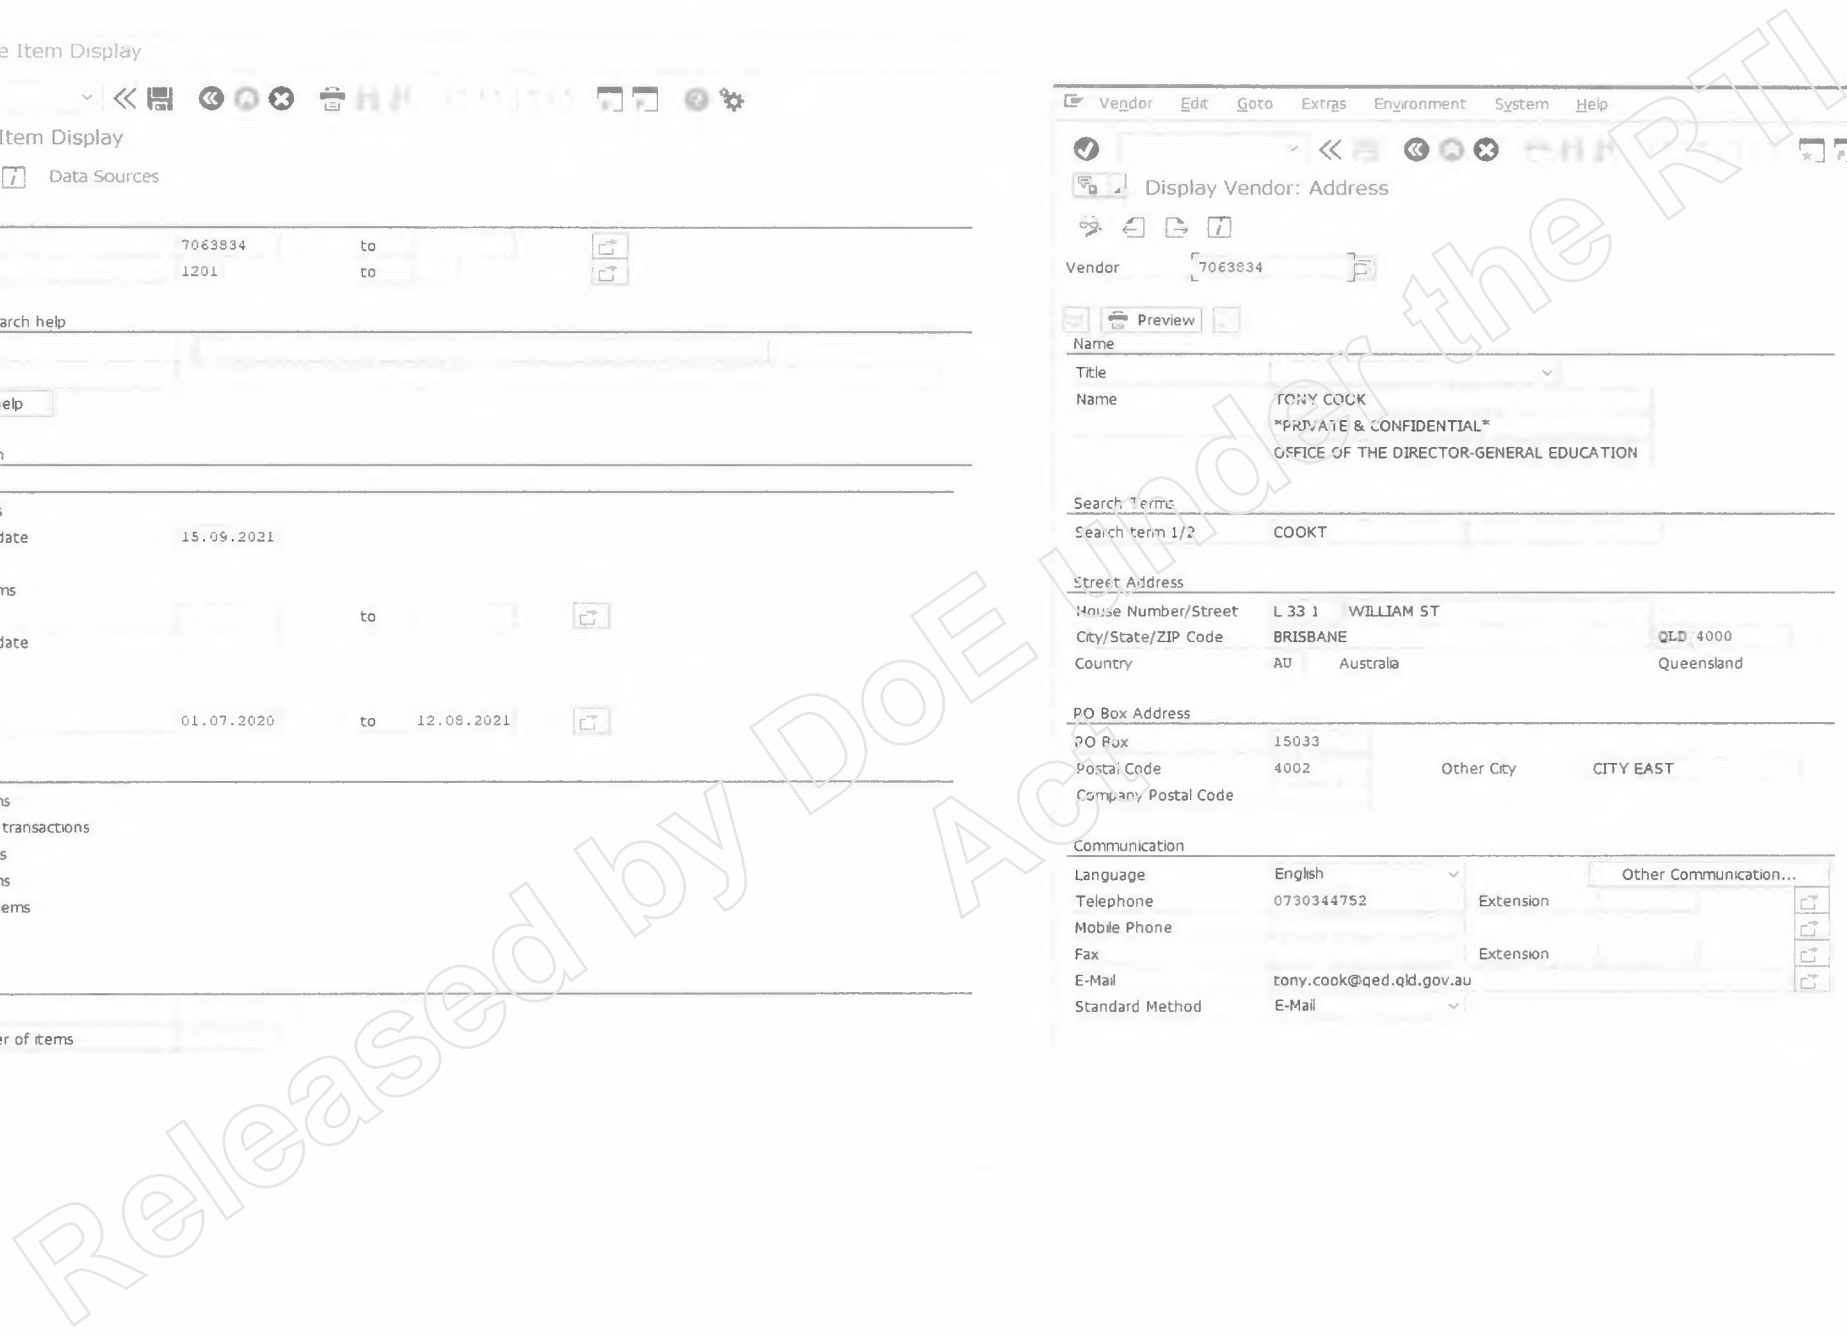 e Item Display
Item Display
Data Sources
7063834 to
1201 to
arch help
elp
n
s
date 15.09.2021
ms
to
date
01.07.2020 to 12.08.2021
ns
transactions
s
ns
ems
er of items
Vendor Edit Goto Extras Environment System Help
Display Vendor: Address
Vendor 7063834
Preview
Name
Title
Name TONY COOK
*PRIVATE & CONFIDENTIAL*
OFFICE OF THE DIRECTOR-GENERAL EDUCATION
Search Terms
Search term 1/2 COOKT
Street Address
House Number/Street L 33 1 WILLIAM ST
City/State/ZIP Code BRISBANE QLD 4000
Country AU Australia Queensland
PO Box Address
PO Box 15033
Postal Code 4002 Other City CITY EAST
Company Postal Code
Communication
Language English Other Communication...
Telephone 0730344752 Extension
Mobile Phone
Fax Extension
E-Mail tony.cook@qed.qld.gov.au
Standard Method E-Mail
Released by DoE under the RTI
Act